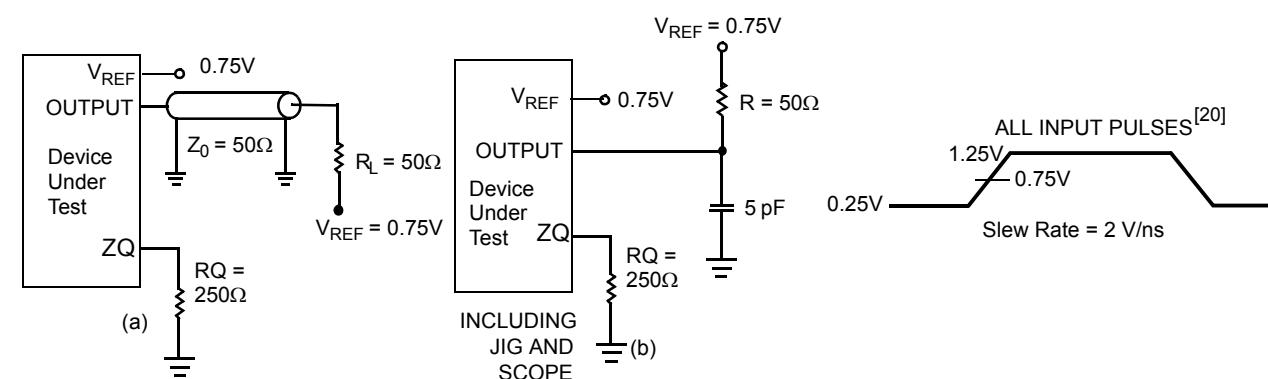 V_REF
0.75V
OUTPUT
Z_0 = 50Ω
Device
Under
Test
R_L = 50Ω
V_REF = 0.75V
ZQ
RQ =
250Ω
(a)
V_REF = 0.75V
V_REF
0.75V
R = 50Ω
OUTPUT
Device
Under
Test
5 pF
ZQ
RQ =
250Ω
INCLUDING
JIG AND
SCOPE
(b)
ALL INPUT PULSES[20]
1.25V
0.75V
0.25V
Slew Rate = 2 V/ns